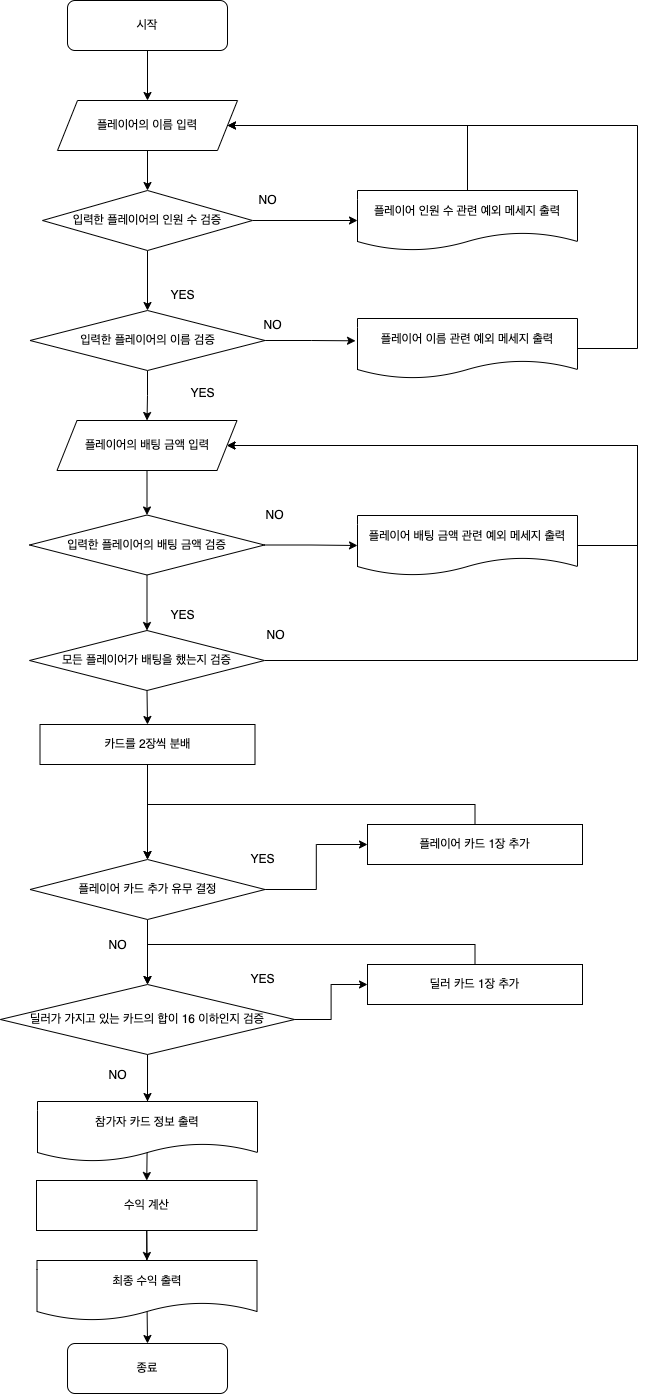 시작
플레이어의 이름 입력
입력한 플레이어의 인원 수 검증
NO
플레이어 인원 수 관련 예외 메세지 출력
YES
입력한 플레이어의 이름 검증
NO
플레이어 이름 관련 예외 메세지 출력
YES
플레이어의 배팅 금액 입력
입력한 플레이어의 배팅 금액 검증
NO
플레이어 배팅 금액 관련 예외 메세지 출력
YES
모든 플레이어가 배팅을 했는지 검증
NO
카드를 2장씩 분배
플레이어 카드 1장 추가
YES
플레이어 카드 추가 유무 결정
NO
YES
딜러 카드 1장 추가
딜러가 가지고 있는 카드의 합이 16 이하인지 검증
NO
참가자 카드 정보 출력
수익 계산
최종 수익 출력
종료